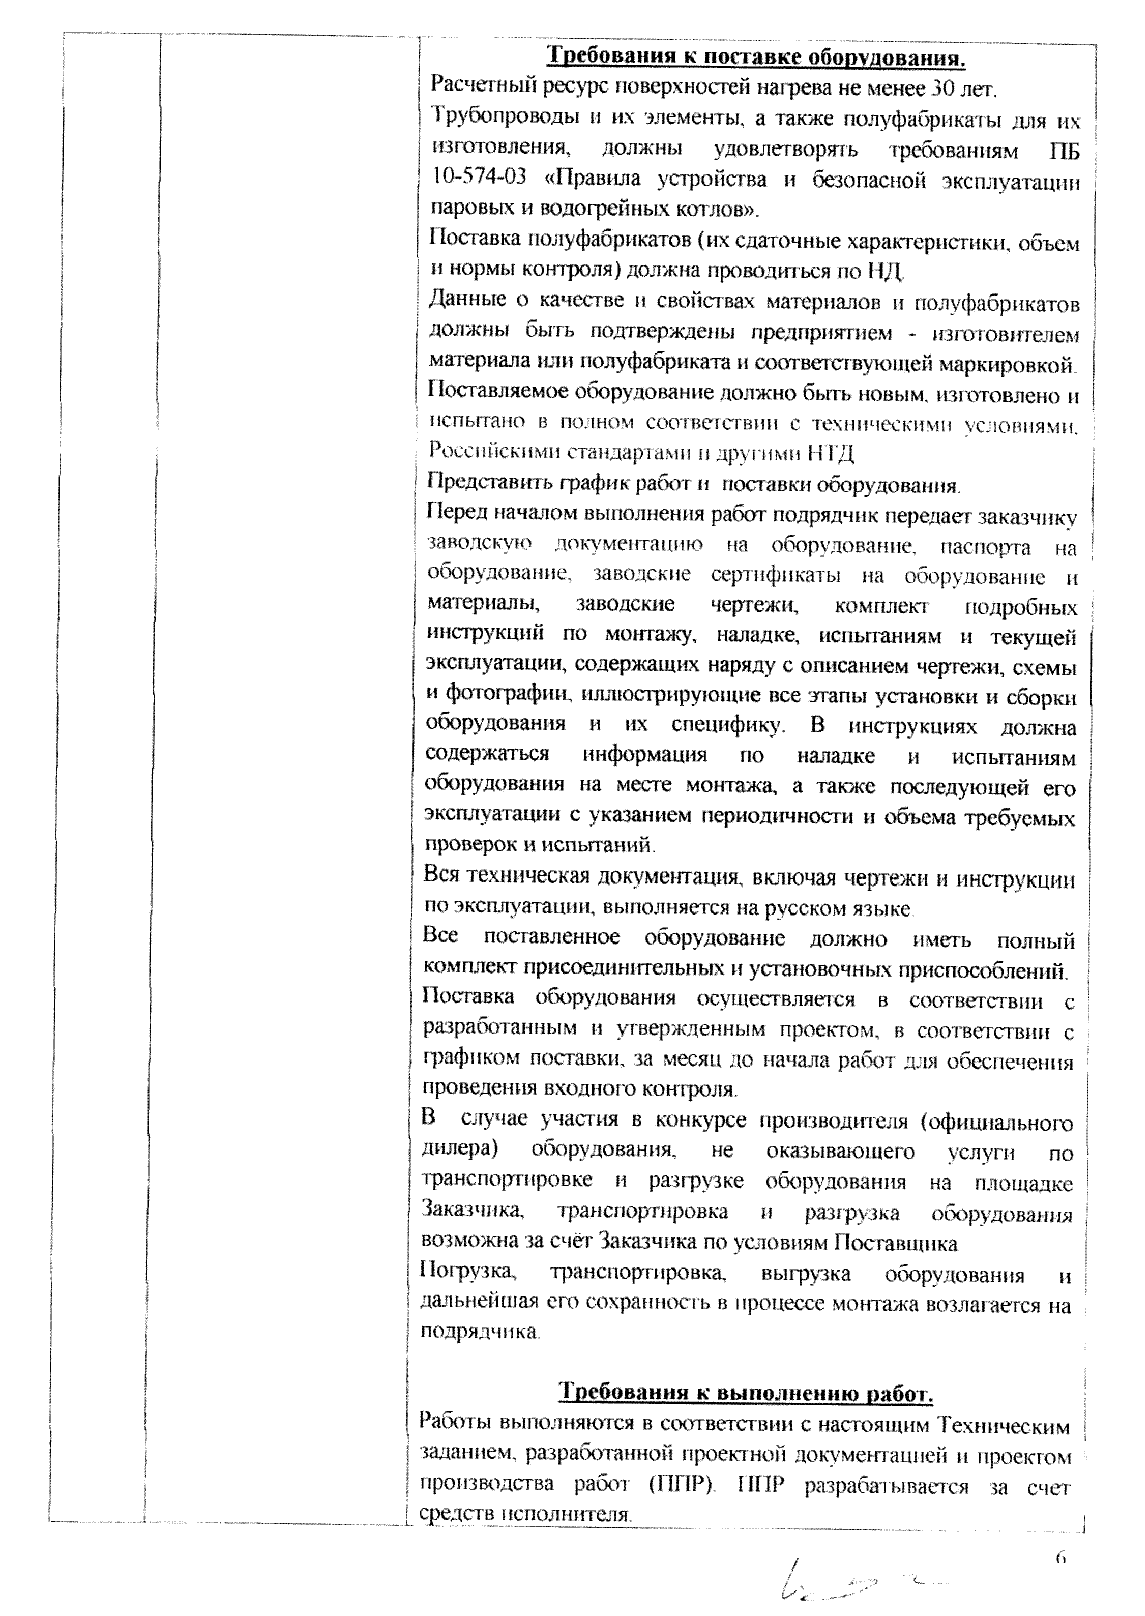 Требования к поставке оборудования.
Расчетный ресурс поверхностей нагрева не менее 30 лет.
Трубопроводы и их элементы, а также полуфабрикаты для их
изготовления, должны удовлетворять требованиям ПБ
10-574-03 «Правила устройства и безопасной эксплуатации
паровых и водогрейных котлов».
Поставка полуфабрикатов (их сдаточные характеристики, объем
и нормы контроля) должна проводиться по НД.
Данные о качестве и свойствах материалов и полуфабрикатов
должны быть подтверждены предприятием - изготовителем
материала или полуфабриката и соответствующей маркировкой.
Поставляемое оборудование должно быть новым, изготовлено и
испытано в полном соответствии с техническими условиями,
Российскими стандартами и другими НТД
Представить график работ и поставки оборудования.
Перед началом выполнения работ подрядчик передает заказчику
заводскую документацию на оборудование, паспорта на
оборудование, заводские сертификаты на оборудование и
материалы, заводские чертежи, комплект подробных
инструкций по монтажу, наладке, испытаниям и текущей
эксплуатации, содержащих наряду с описанием чертежи, схемы
и фотографии, иллюстрирующие все этапы установки и сборки
оборудования и их специфику. В инструкциях должна
содержаться информация по наладке и испытаниям
оборудования на месте монтажа, а также последующей его
эксплуатации с указанием периодичности и объема требуемых
проверок и испытаний.
Вся техническая документация, включая чертежи и инструкции
по эксплуатации, выполняется на русском языке.
Все поставленное оборудование должно иметь полный
комплект присоединительных и установочных приспособлений.
Поставка оборудования осуществляется в соответствии с
разработанным и утвержденным проектом, в соответствии с
графиком поставки, за месяц до начала работ для обеспечения
проведения входного контроля.
В случае участия в конкурсе производителя (официального
дилера) оборудования, не оказывающего услуги по
транспортировке и разгрузке оборудования на площадке
Заказчика, транспортировка и разгрузка оборудования
возможна за счёт Заказчика по условиям Поставщика
Погрузка, транспортировка, выгрузка оборудования и
дальнейшая его сохранность в процессе монтажа возлагается на
подрядчика.
Требования к выполнению работ.
Работы выполняются в соответствии с настоящим Техническим
заданием, разработанной проектной документацией и проектом
производства работ (ППР). ППР разрабатывается за счет
средств исполнителя.
6